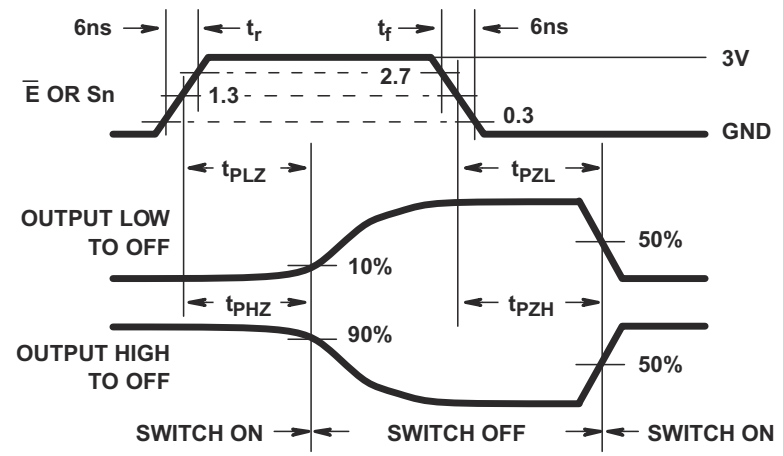 6ns tr tf 6ns
3V
E̅ OR Sn
2.7
1.3
0.3
GND
tPLZ tPZL
OUTPUT LOW
TO OFF
50%
10%
tPHZ tPZH
90%
OUTPUT HIGH
TO OFF
50%
SWITCH ON SWITCH OFF SWITCH ON